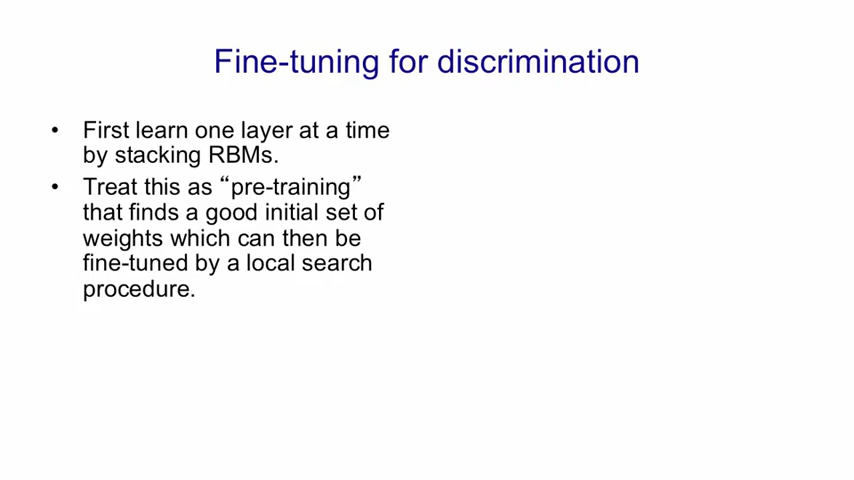 Fine-tuning for discrimination
• First learn one layer at a time
by stacking RBMs.
• Treat this as “pre-training”
that finds a good initial set of
weights which can then be
fine-tuned by a local search
procedure.